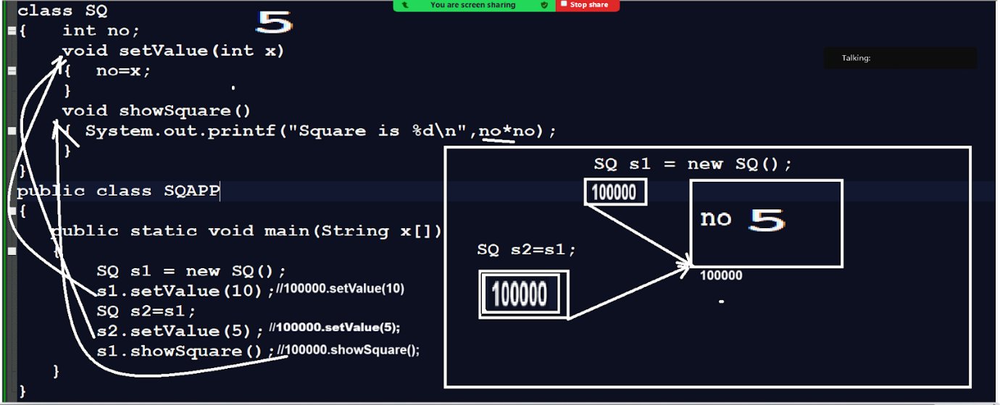 You are screen sharing
Stop share
Talking:
class SQ
{ int no;
5
void setValue(int x)
{ no=x;
}
void showSquare()
{ System.out.printf("Square is %d\n",no*no);
}
}
public class SQAPP
{
public static void main(String x[])
{
SQ s1 = new SQ();
s1.setValue(10);//100000.setValue(10)
SQ s2=s1;
s2.setValue(5); //100000.setValue(5);
s1.showSquare();//100000.showSquare();
}
}
SQ s1 = new SQ();
100000
no 5
SQ s2=s1;
100000
100000